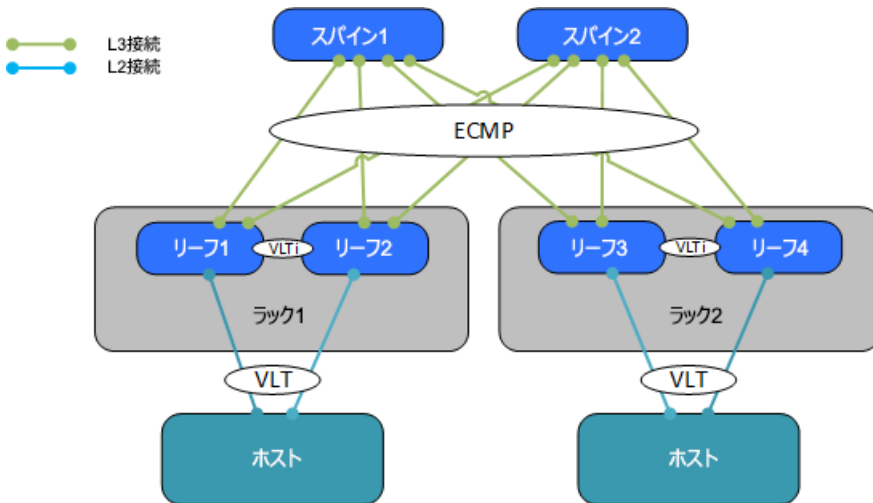 スパイン1
スパイン2
L3接続
L2接続
ECMP
リーフ1
VLTi
リーフ2
リーフ3
VLTi
リーフ4
ラック1
ラック2
VLT
VLT
ホスト
ホスト